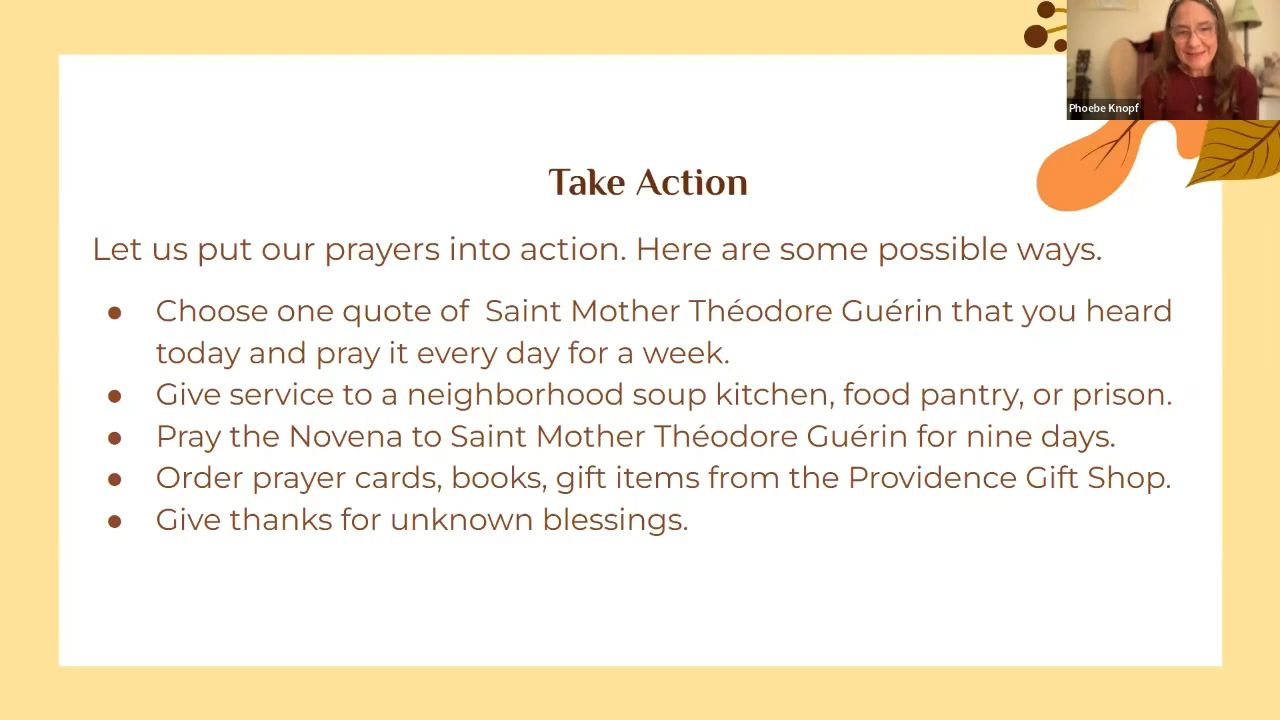 Phoebe Knopf
Take Action
Let us put our prayers into action. Here are some possible ways.
● Choose one quote of  Saint Mother Théodore Guérin that you heard
today and pray it every day for a week.
● Give service to a neighborhood soup kitchen, food pantry, or prison.
● Pray the Novena to Saint Mother Théodore Guérin for nine days.
● Order prayer cards, books, gift items from the Providence Gift Shop.
● Give thanks for unknown blessings.